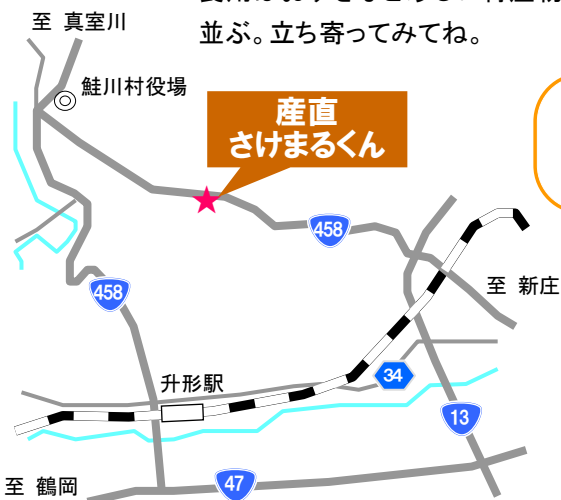 並ぶ。立ち寄ってみてね。
至 真室川
鮭川村役場
産直
さけまるくん
458
至 新庄
458
34
升形駅
13
至 鶴岡
47